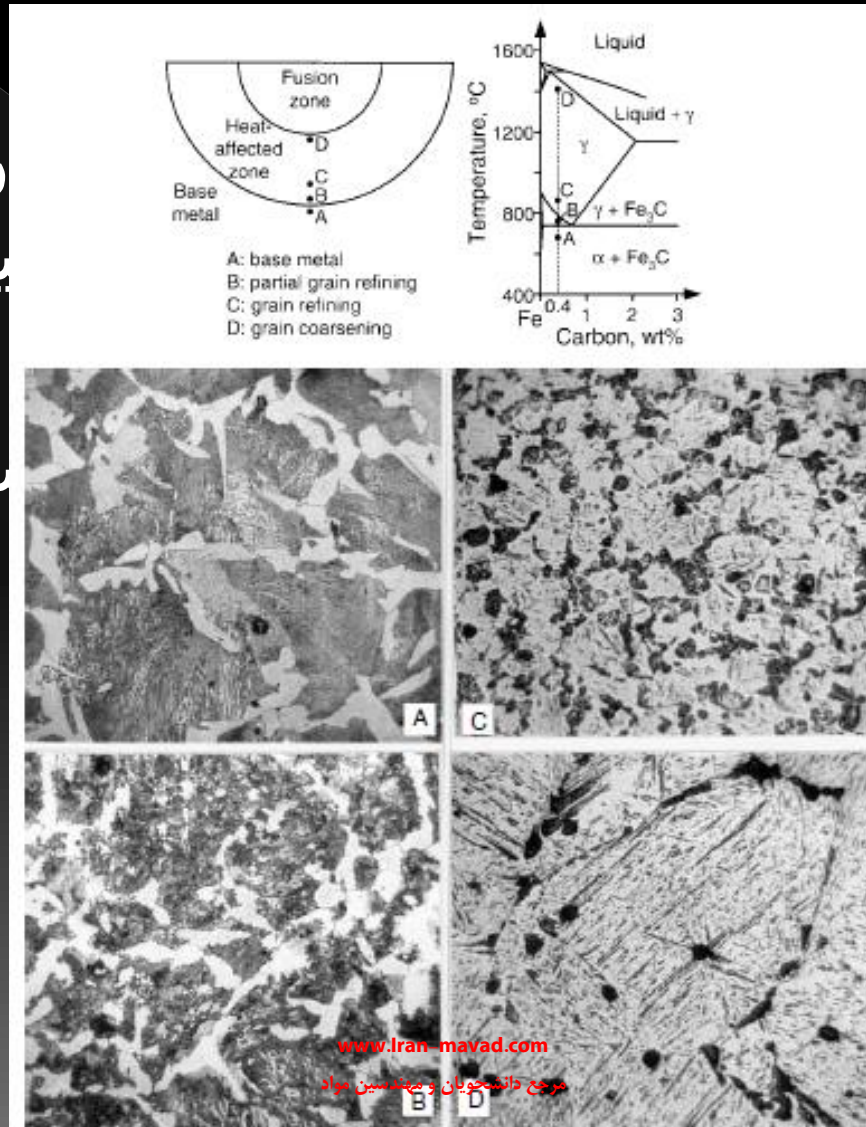 Fusion
zone
Heat-
affected
zone
Base
metal
D
C
B
A
A: base metal
B: partial grain refining
C: grain refining
D: grain coarsening
Temperature, ºC
1600
1200
800
400
Liquid
Liquid + γ
γ
γ + Fe₃C
α + Fe₃C
D
C
B
A
Fe
0.4
1
2
3
Carbon, wt%
A
C
B
D
www.Iran-mavad.com
مرجع دانشجویان و مهندسین مواد